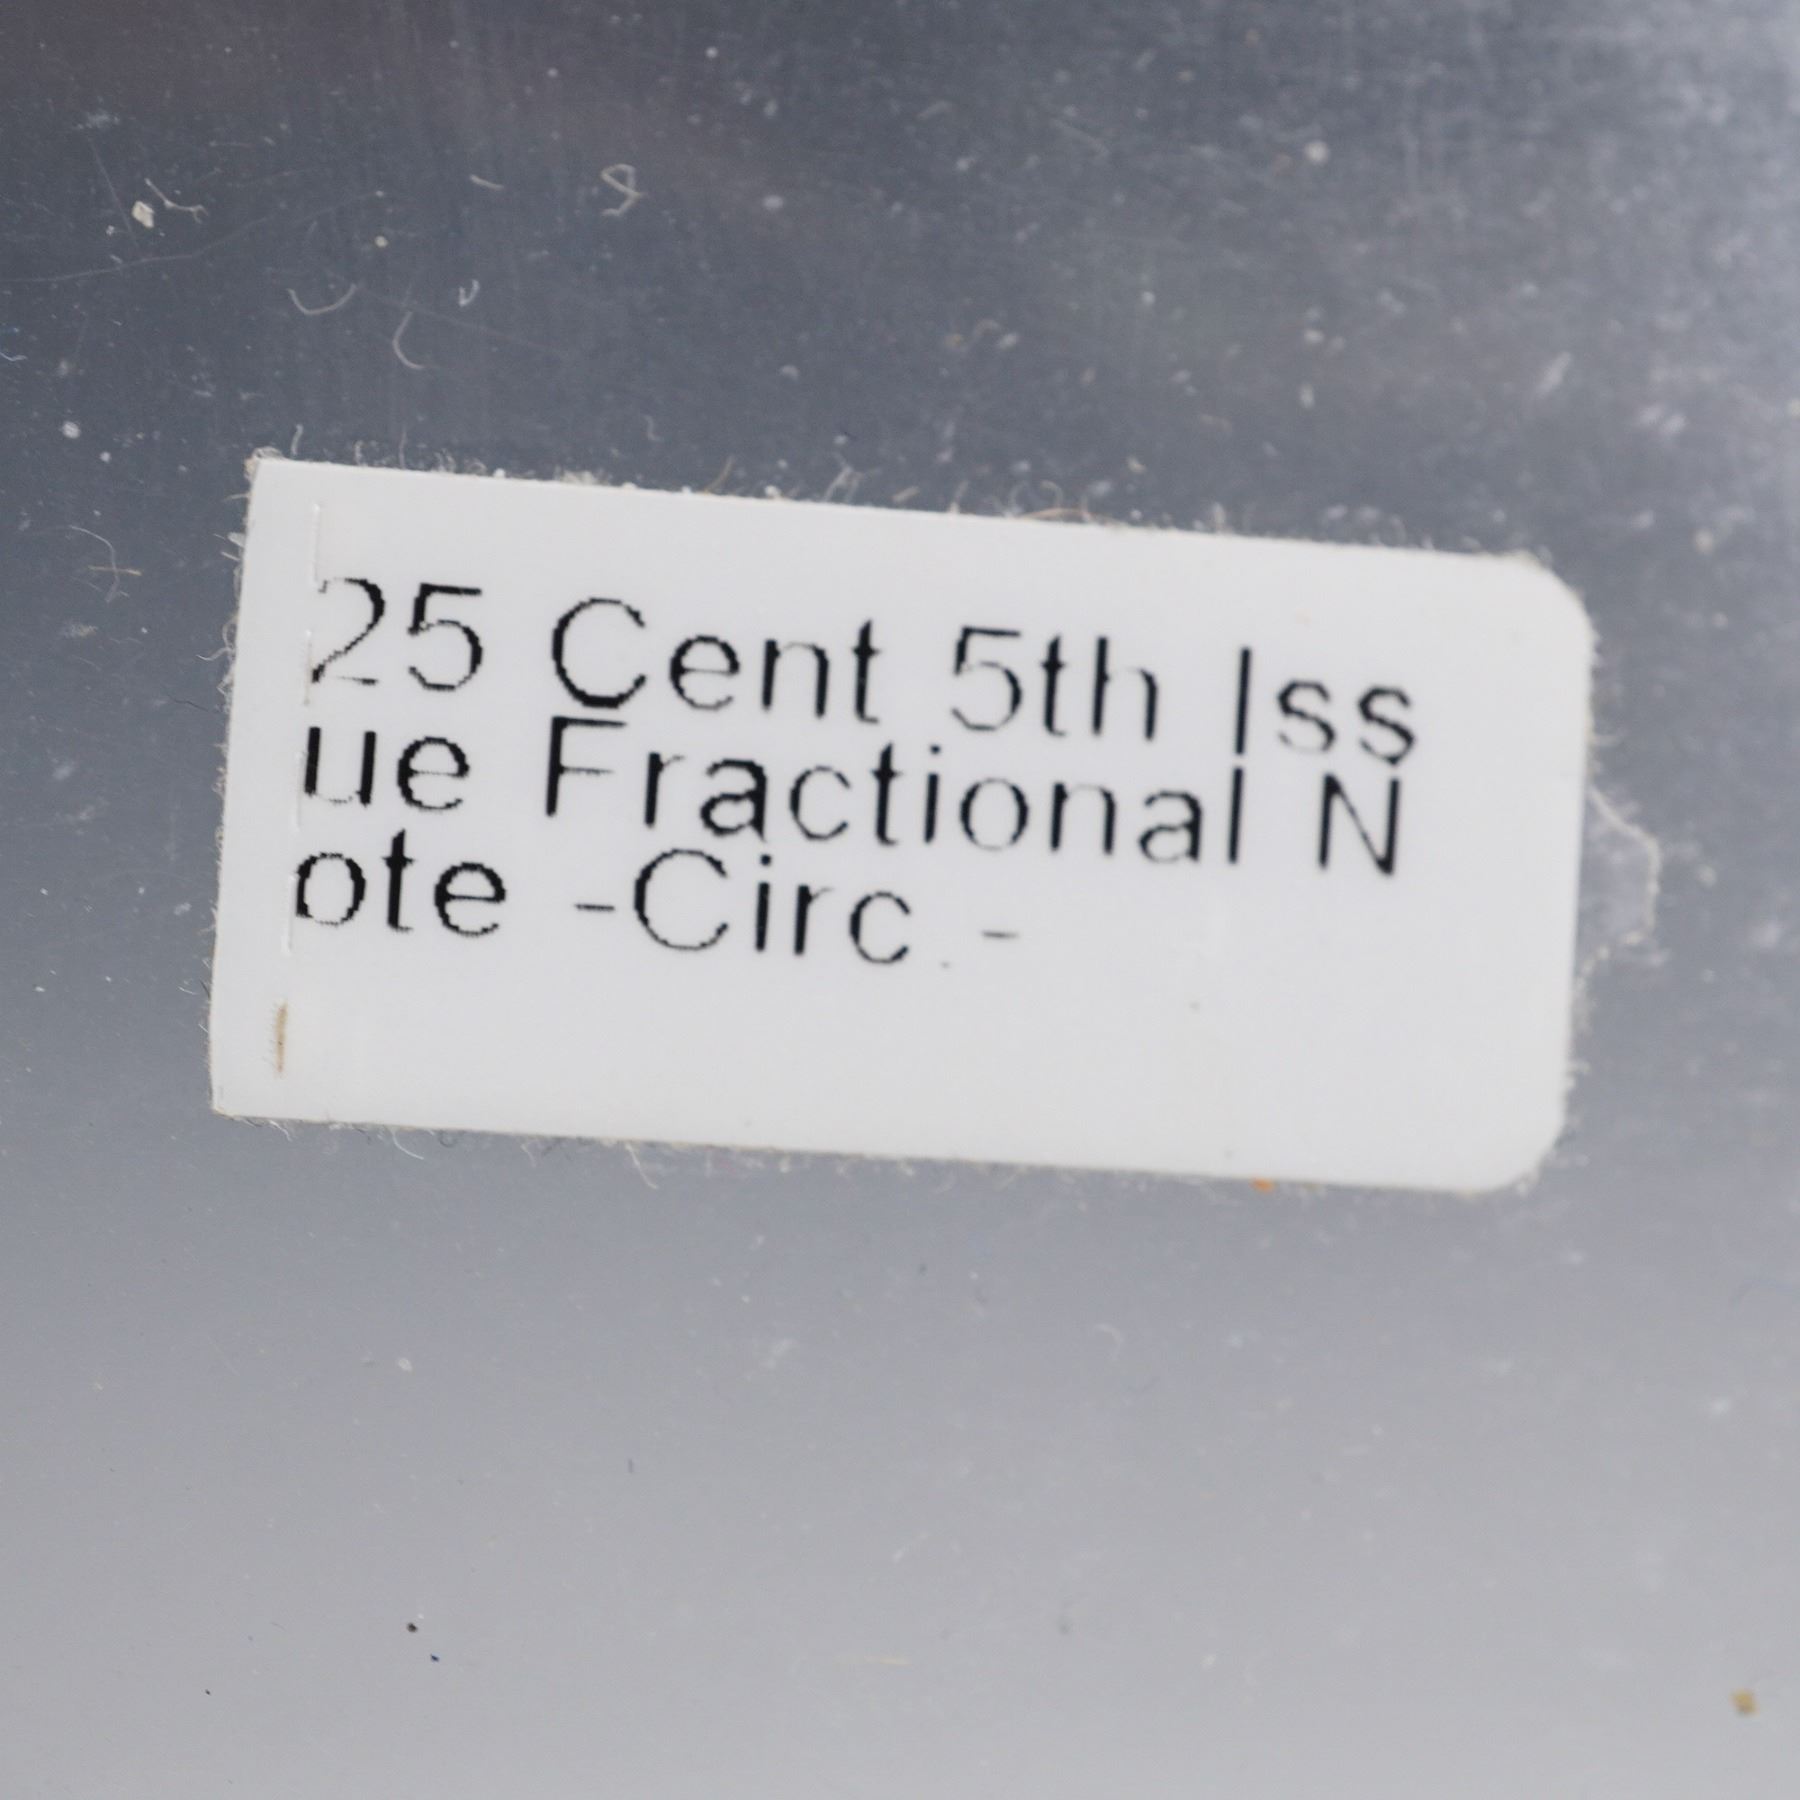 25 Cent 5th Iss
ue Fractional N
ote -Circ. -